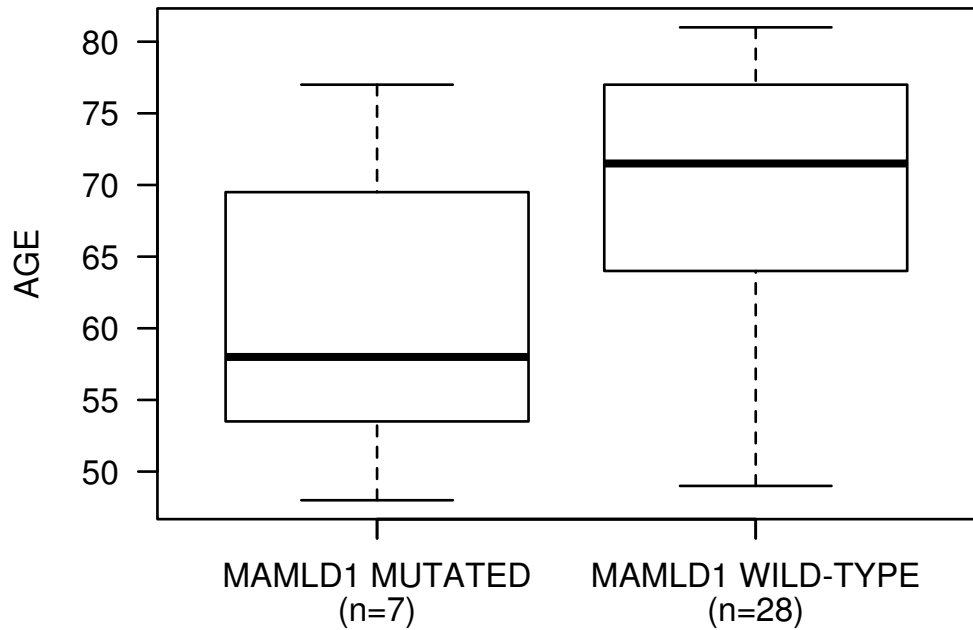 AGE
80
75
70
65
60
55
50
MAMLD1 MUTATED
(n=7)
MAMLD1 WILD-TYPE
(n=28)